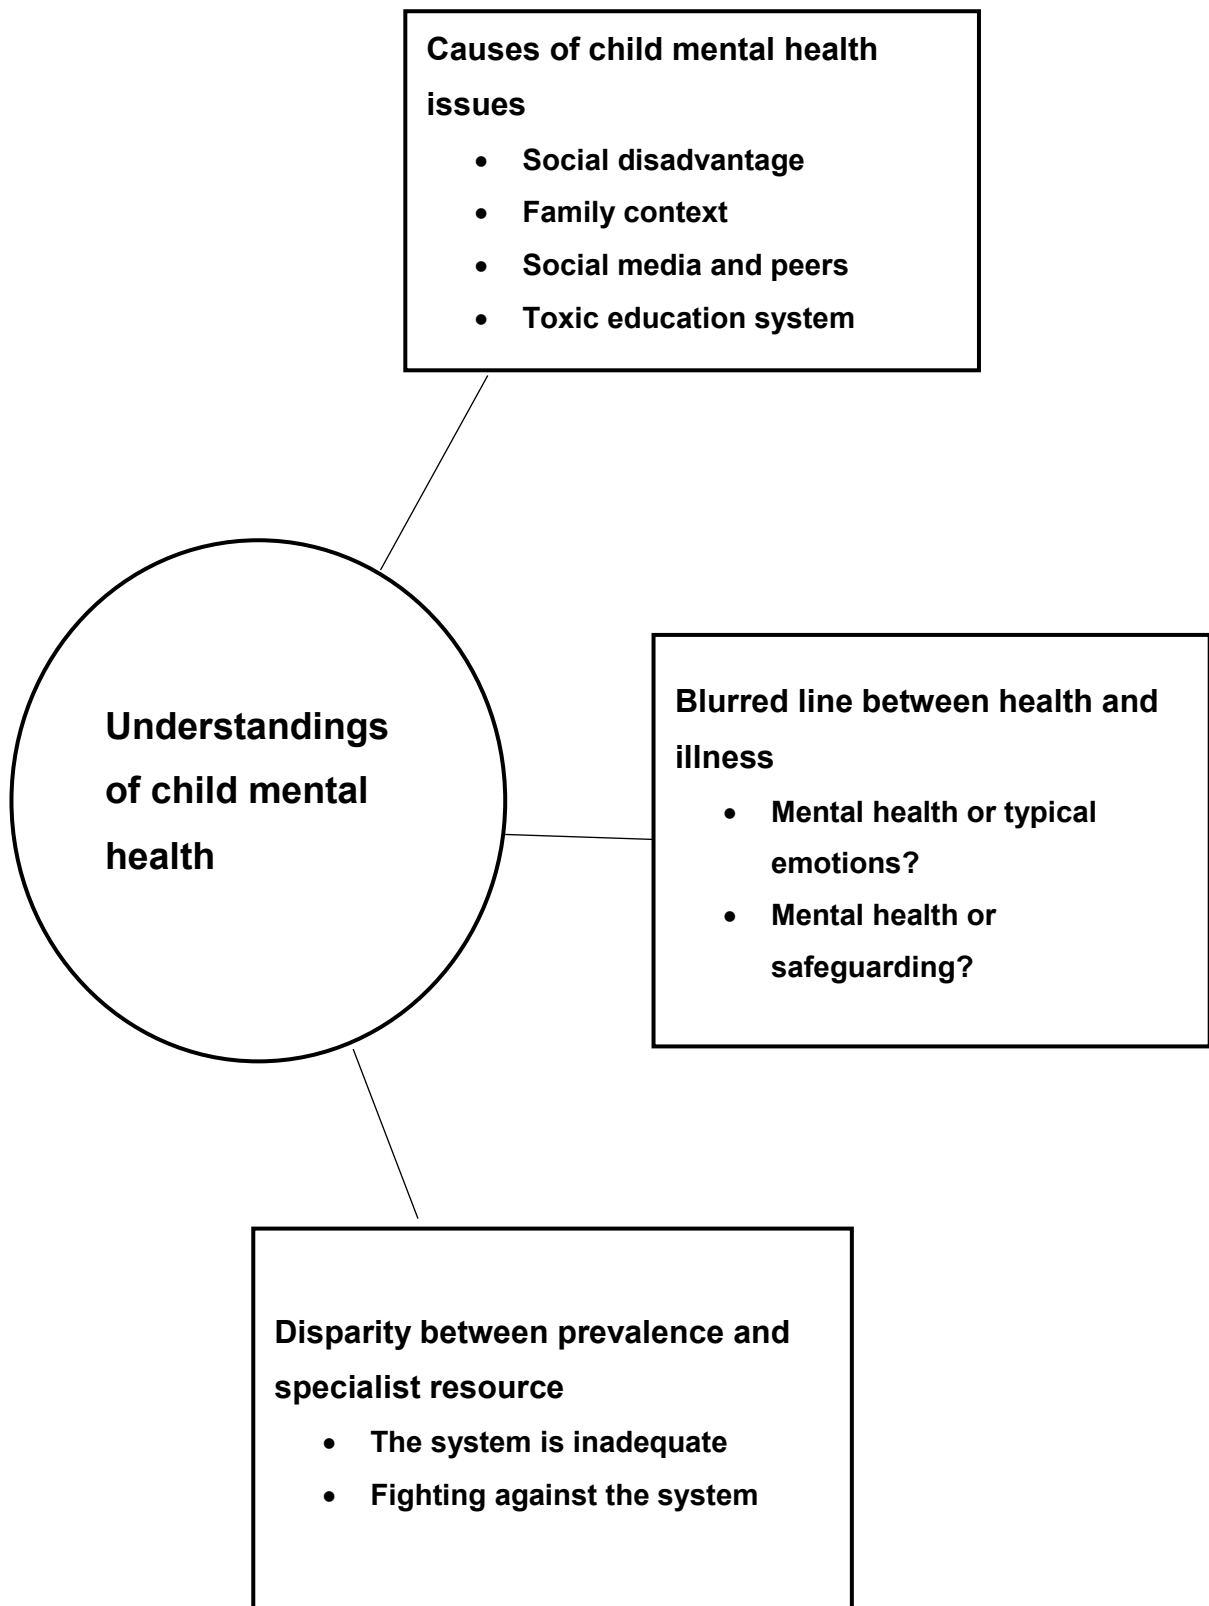 Causes of child mental health
issues
• Social disadvantage
• Family context
• Social media and peers
• Toxic education system
Understandings
of child mental
health
Blurred line between health and
illness
• Mental health or typical
emotions?
• Mental health or
safeguarding?
Disparity between prevalence and
specialist resource
• The system is inadequate
• Fighting against the system